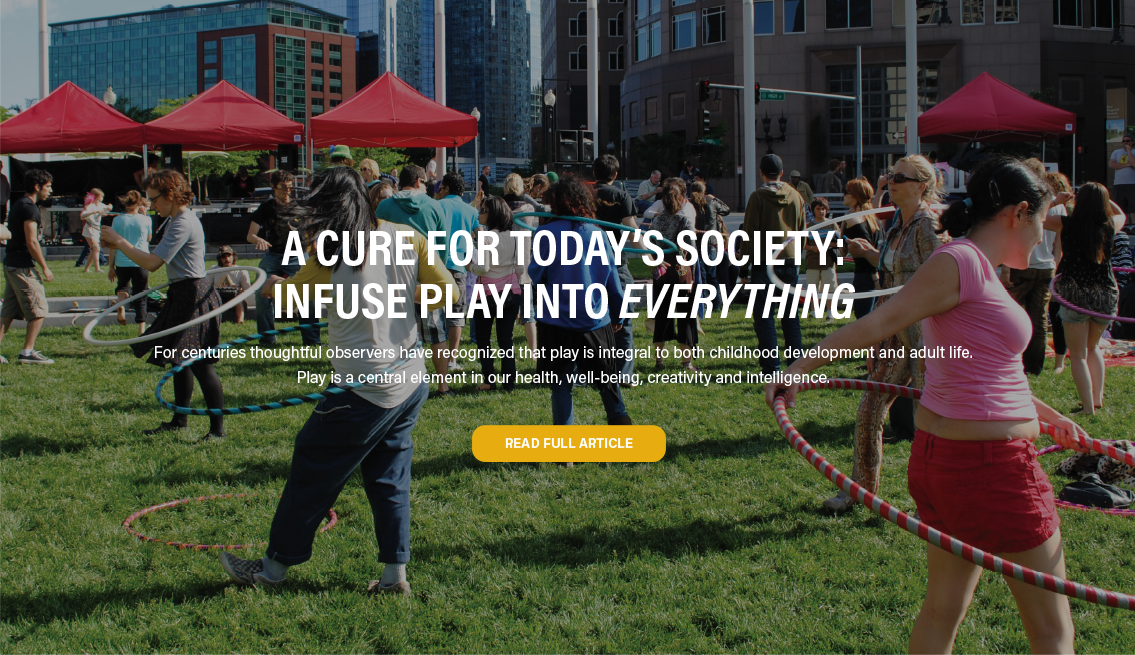 A CURE FOR TODAY'S SOCIETY:
INFUSE PLAY INTO EVERYTHING
For centuries thoughtful observers have recognized that play is integral to both childhood development and adult life.
Play is a central element in our health, well-being, creativity and intelligence.
READ FULL ARTICLE